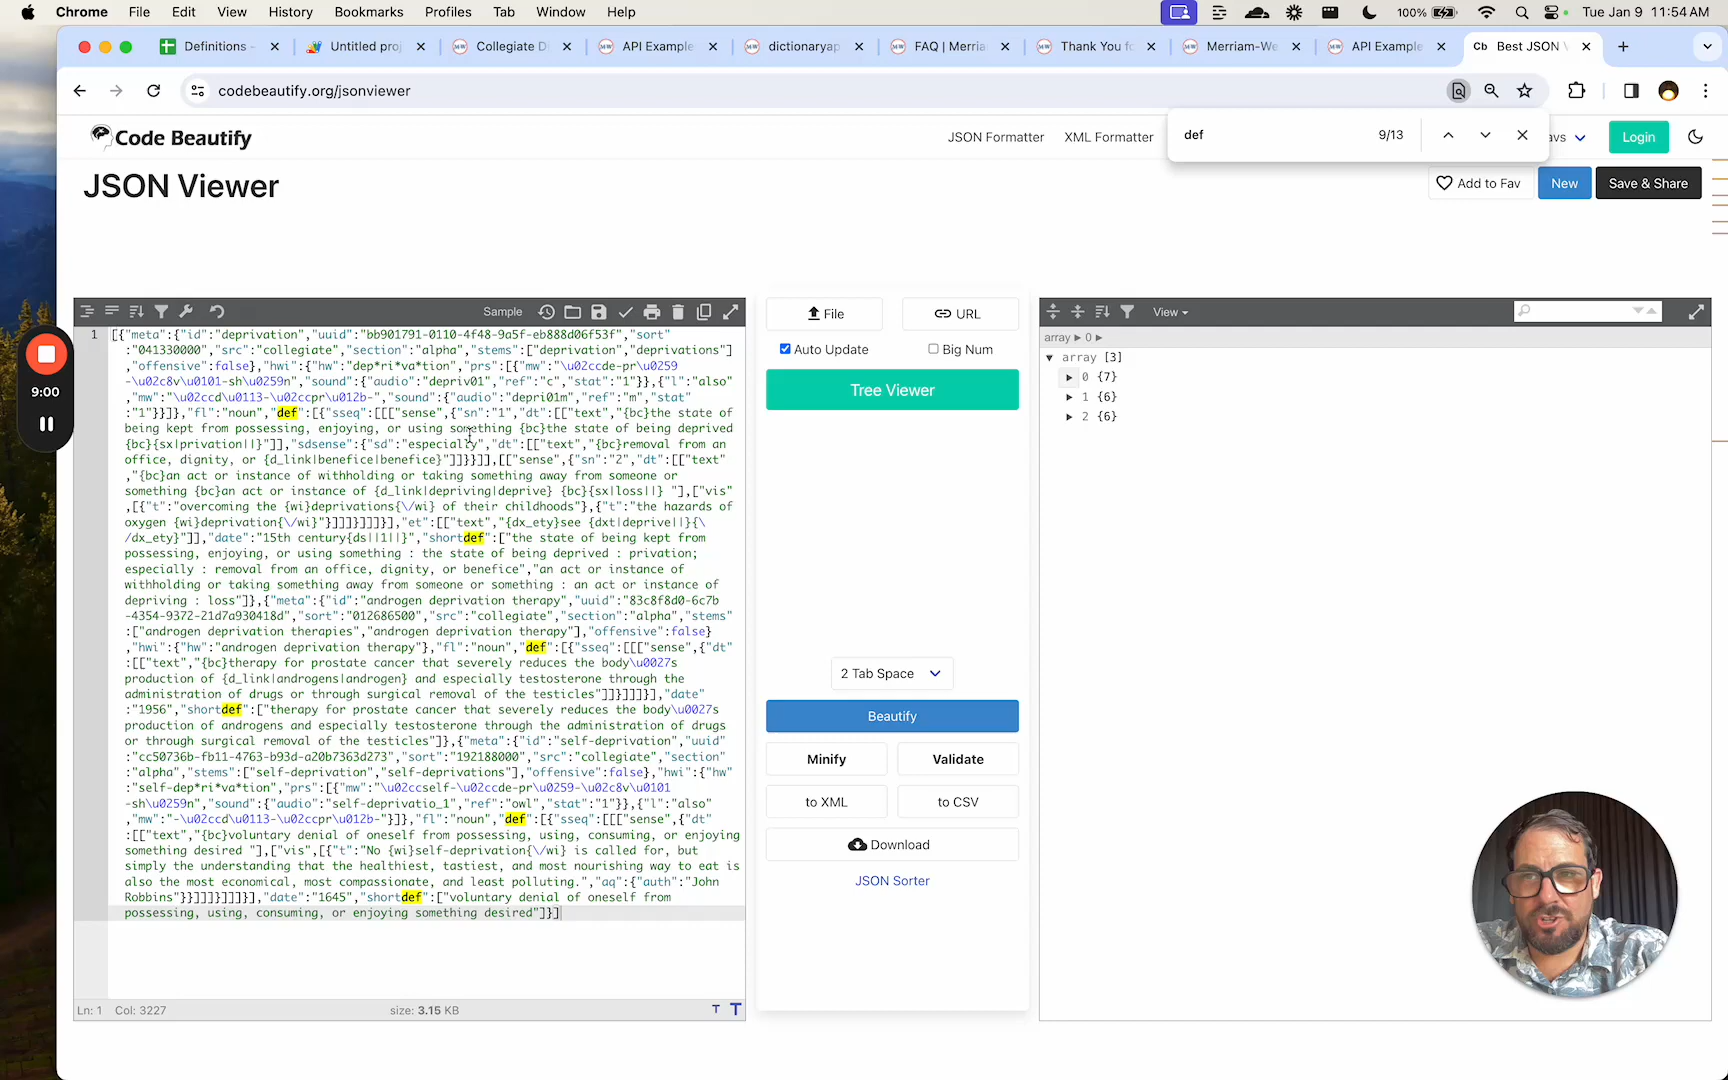 Chrome File Edit View History Bookmarks Profiles Tab Window Help 100% Tue Jan 9 11:54 AM
Definitions - Untitled proj Collegiate Di API Example dictionaryap FAQ | Merria Thank You fo Merriam-We API Example Cb Best JSON V
codebeautify.org/jsonviewer
def 9/13
Code Beautify JSON Formatter XML Formatter avs Login
JSON Viewer
Add to Fav New Save & Share
9:00
Sample
1 [{"meta":{"id":"deprivation","uuid":"bb901791-0110-4f48-9a5f-eb888d06f53f","sort"
:"041330000","src":"collegiate","section":"alpha","stems":["deprivation","deprivations"]
,"offensive":false},"hwi":{"hw":"dep*ri*va*tion","prs":[{"mw":"\u02ccde-pr\u0259
-\u02c8v\u0101-sh\u0259n","sound":{"audio":"depriv01","ref":"c","stat":"1"}},{"l":"also"
,"mw":"\u02ccd\u0113-\u02ccpr\u012b-","sound":{"audio":"depri01m","ref":"m","stat"
:"1"}}]},"fl":"noun","def":[{"sseq":[[["sense",{"sn":"1","dt":[["text","{bc}the state of
being kept from possessing, enjoying, or using something {bc}the state of being deprived
{bc}{sx|privation||}"]],"sdsense":{"sd":"especially","dt":[["text","{bc}removal from an
office, dignity, or {d_link|benefice|benefice}"]]}}]],[["sense",{"sn":"2","dt":[["text"
,"{bc}an act or instance of withholding or taking something away from someone or
something {bc}an act or instance of {d_link|depriving|deprive} {bc}{sx|loss||} "],["vis"
,[{"t":"overcoming the {wi}deprivations{\/wi} of their childhoods"},{"t":"the hazards of
oxygen {wi}deprivation{\/wi}"}]]]}]]]}],"et":[["text","{dx_ety}see {dxt|deprive||}{\
/dx_ety}"]],"date":"15th century{ds||1||}","shortdef":["the state of being kept from
possessing, enjoying, or using something : the state of being deprived : privation;
especially : removal from an office, dignity, or benefice","an act or instance of
withholding or taking something away from someone or something : an act or instance of
depriving : loss"]},{"meta":{"id":"androgen deprivation therapy","uuid":"83c8f8d0-6c7b
-4354-9372-21d7a930418d","sort":"012686500","src":"collegiate","section":"alpha","stems"
:["androgen deprivation therapies","androgen deprivation therapy"],"offensive":false}
,"hwi":{"hw":"androgen deprivation therapy"},"fl":"noun","def":[{"sseq":[[["sense",{"dt"
:[["text","{bc}therapy for prostate cancer that severely reduces the body\u0027s
production of {d_link|androgens|androgen} and especially testosterone through the
administration of drugs or through surgical removal of the testicles"]]}]]]}],"date"
:"1956","shortdef":["therapy for prostate cancer that severely reduces the body\u0027s
production of androgens and especially testosterone through the administration of drugs
or through surgical removal of the testicles"]},{"meta":{"id":"self-deprivation","uuid"
:"cc50736b-fb11-4763-b93d-a20b7363d273","sort":"192188000","src":"collegiate","section"
:"alpha","stems":["self-deprivation","self-deprivations"],"offensive":false},"hwi":{"hw"
:"self-dep*ri*va*tion","prs":[{"mw":"\u02ccself-\u02ccde-pr\u0259-\u02c8v\u0101
-sh\u0259n","sound":{"audio":"self-deprivatio_1","ref":"owl","stat":"1"}},{"l":"also"
,"mw":"-\u02ccd\u0113-\u02ccpr\u012b-"}]},"fl":"noun","def":[{"sseq":[[["sense",{"dt"
:[["text","{bc}voluntary denial of oneself from possessing, using, consuming, or enjoying
something desired "],["vis",[{"t":"No {wi}self-deprivation{\/wi} is called for, but
simply the understanding that the healthiest, tastiest, and most nourishing way to eat is
also the most economical, most compassionate, and least polluting.","aq":{"auth":"John
Robbins"}}]]]}]]]}],"date":"1645","shortdef":["voluntary denial of oneself from
possessing, using, consuming, or enjoying something desired"]}]
Ln: 1 Col: 3227 size: 3.15 KB T T
File URL
Auto Update Big Num
Tree Viewer
2 Tab Space
Beautify
Minify Validate
to XML to CSV
Download
JSON Sorter
View
array ▸ 0 ▸
array [3]
0 {7}
1 {6}
2 {6}